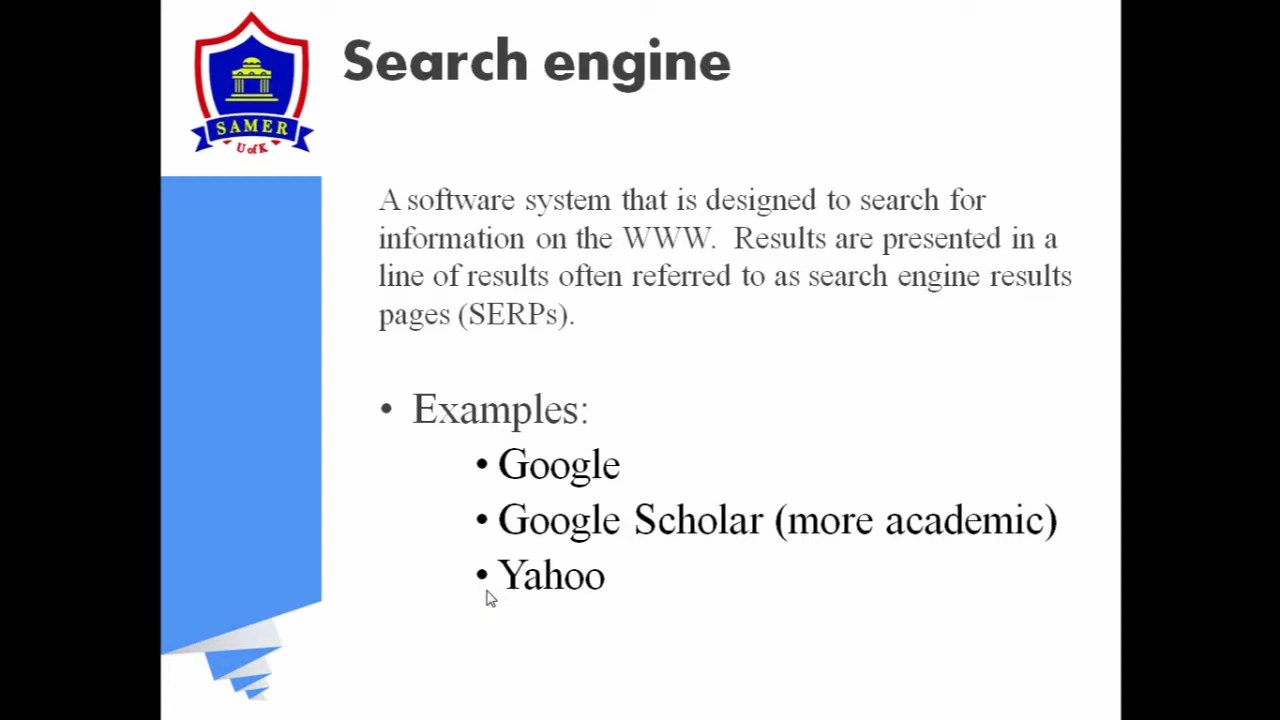 SAMER
U of K
Search engine
A software system that is designed to search for
information on the WWW.  Results are presented in a
line of results often referred to as search engine results
pages (SERPs).
• Examples:
• Google
• Google Scholar (more academic)
• Yahoo